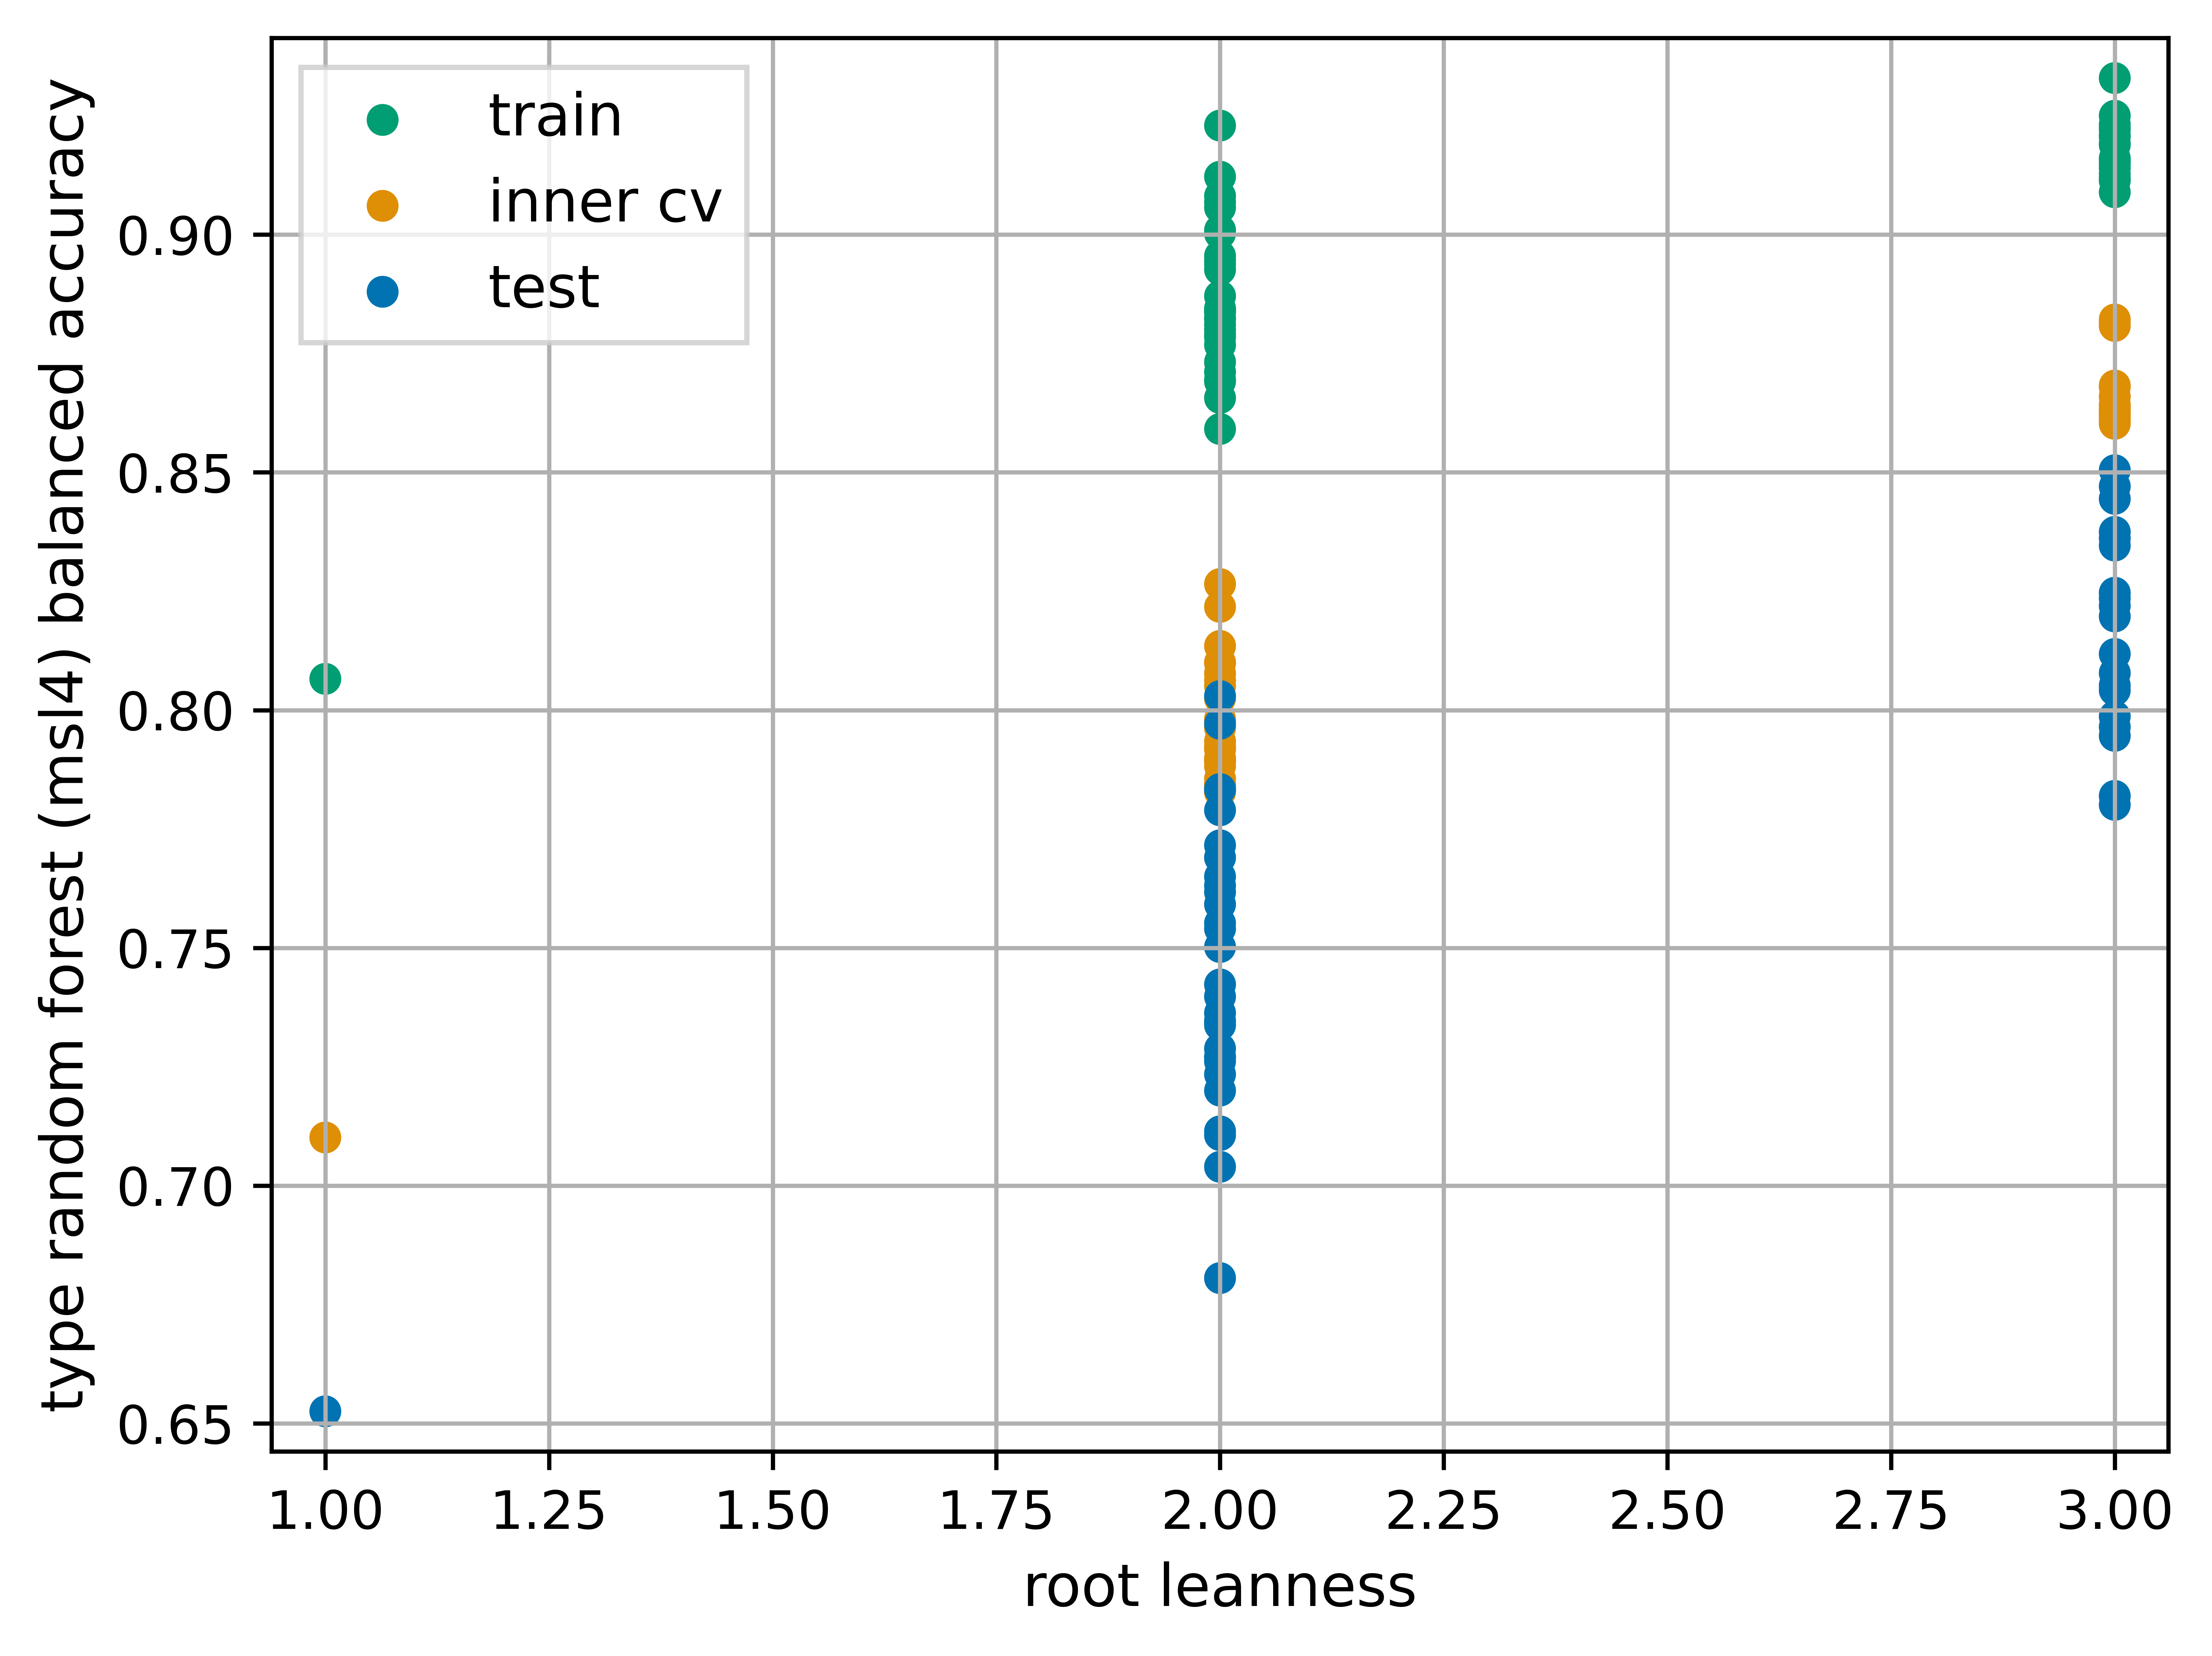 train
inner cv
test
type random forest (msl4) balanced accuracy
0.90
0.85
0.80
0.75
0.70
0.65
1.00 1.25 1.50 1.75 2.00 2.25 2.50 2.75 3.00
root leanness